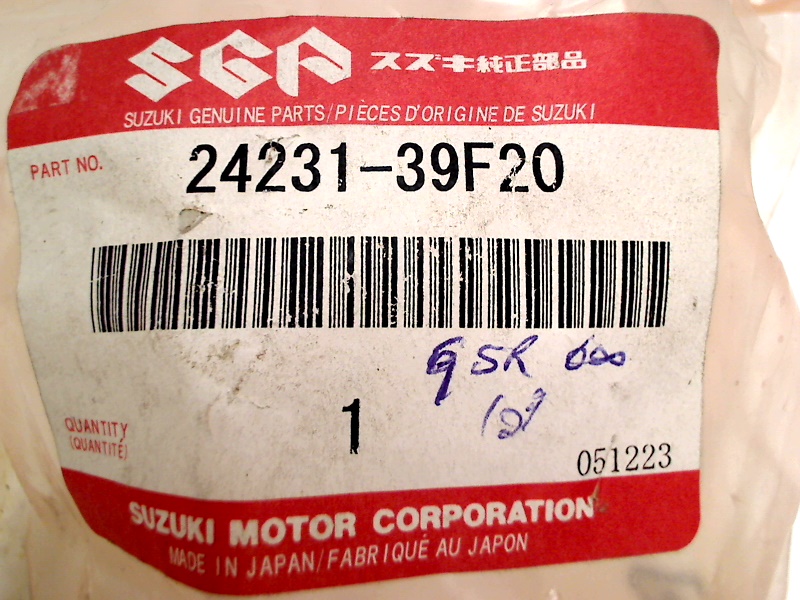 SGP スズキ純正部品
SUZUKI GENUINE PARTS/PIÈCES D'ORIGINE DE SUZUKI
PART NO. 24231-39F20
GSR 600
QUANTITY
(QUANTITÉ)
1
051223
SUZUKI MOTOR CORPORATION
MADE IN JAPAN/FABRIQUÉ AU JAPON